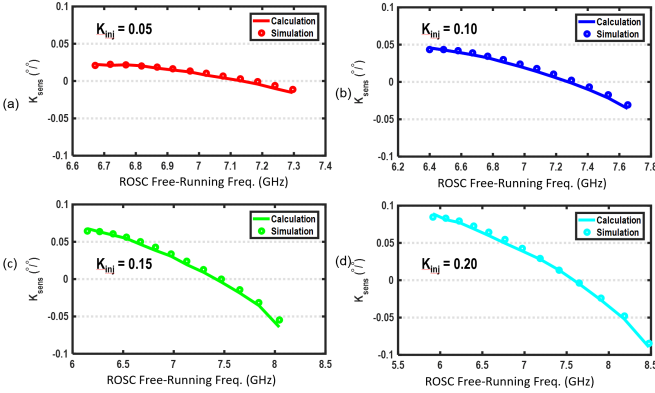 0.1
0.05
0
-0.05
-0.1
K_inj = 0.05
Calculation
Simulation
(a)
K_sens (°/°)
6.6 6.7 6.8 6.9 7 7.1 7.2 7.3 7.4
ROSC Free-Running Freq. (GHz)
0.1
0.05
0
-0.05
-0.1
K_inj = 0.10
Calculation
Simulation
(b)
K_sens (°/°)
6.2 6.4 6.6 6.8 7 7.2 7.4 7.6 7.8
ROSC Free-Running Freq. (GHz)
0.1
0.05
0
-0.05
-0.1
Calculation
Simulation
(c)
K_inj = 0.15
K_sens (°/°)
6 6.5 7 7.5 8 8.5
ROSC Free-Running Freq. (GHz)
0.1
0.05
0
-0.05
-0.1
Calculation
Simulation
(d)
K_inj = 0.20
K_sens (°/°)
5.5 6 6.5 7 7.5 8 8.5
ROSC Free-Running Freq. (GHz)